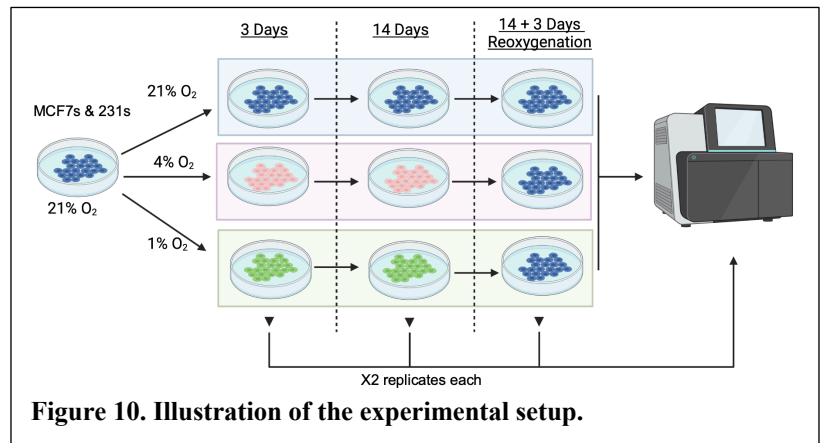 3 Days
14 Days
14 + 3 Days
Reoxygenation
MCF7s & 231s
21% O₂
21% O₂
4% O₂
1% O₂
X2 replicates each
Figure 10. Illustration of the experimental setup.